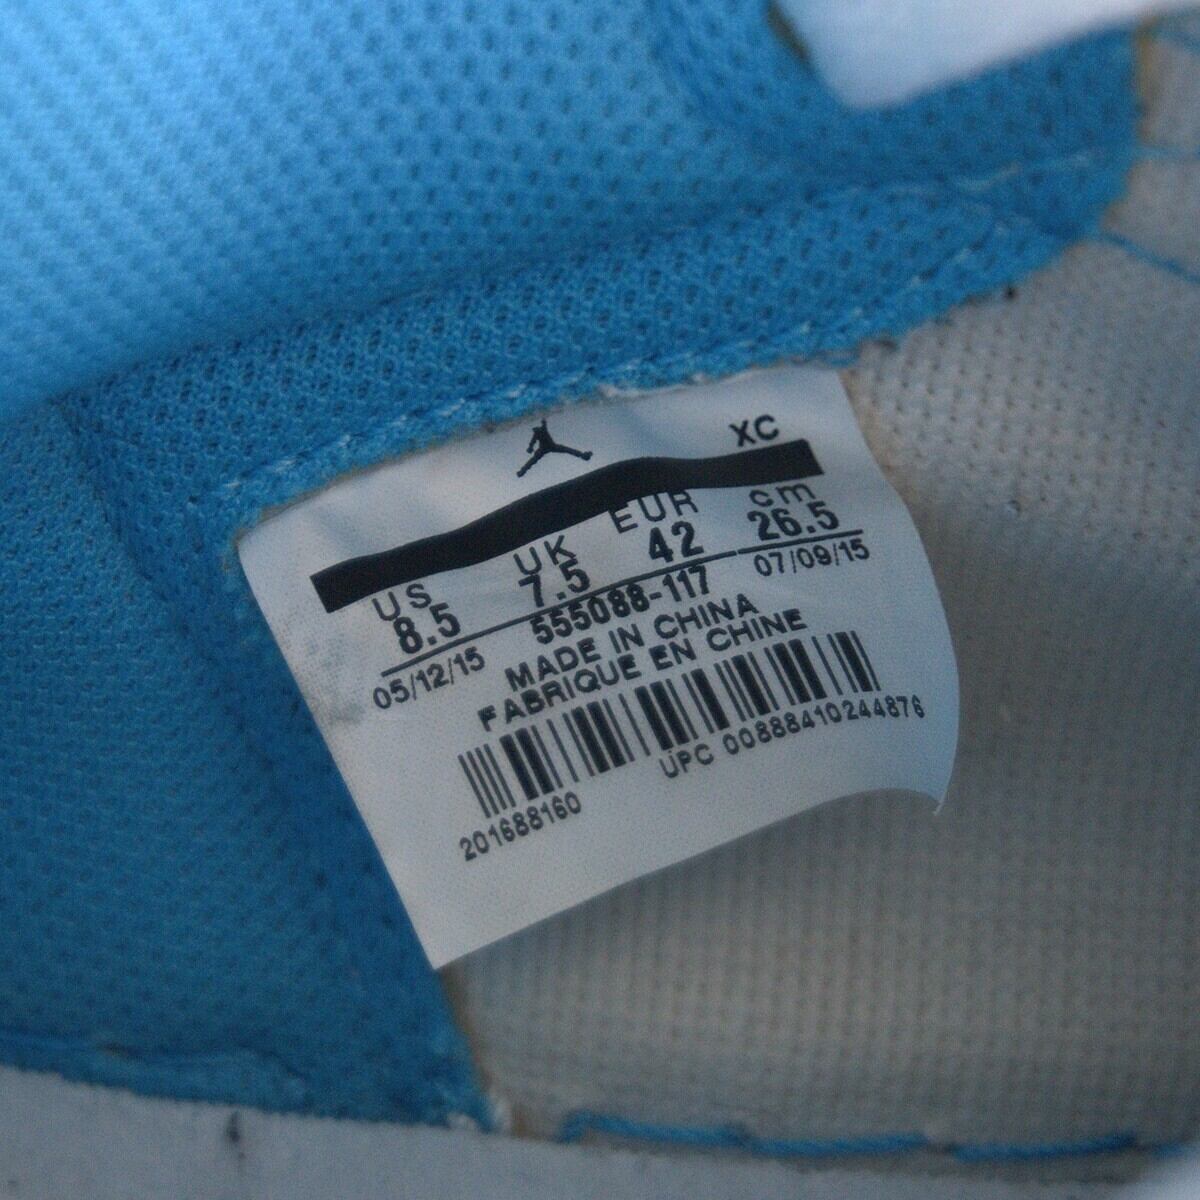 XC
US UK EUR cm
8.5 7.5 42 26.5
05/12/15 555088-117 07/09/15
MADE IN CHINA
FABRIQUE EN CHINE
201688160 UPC 00888410244876